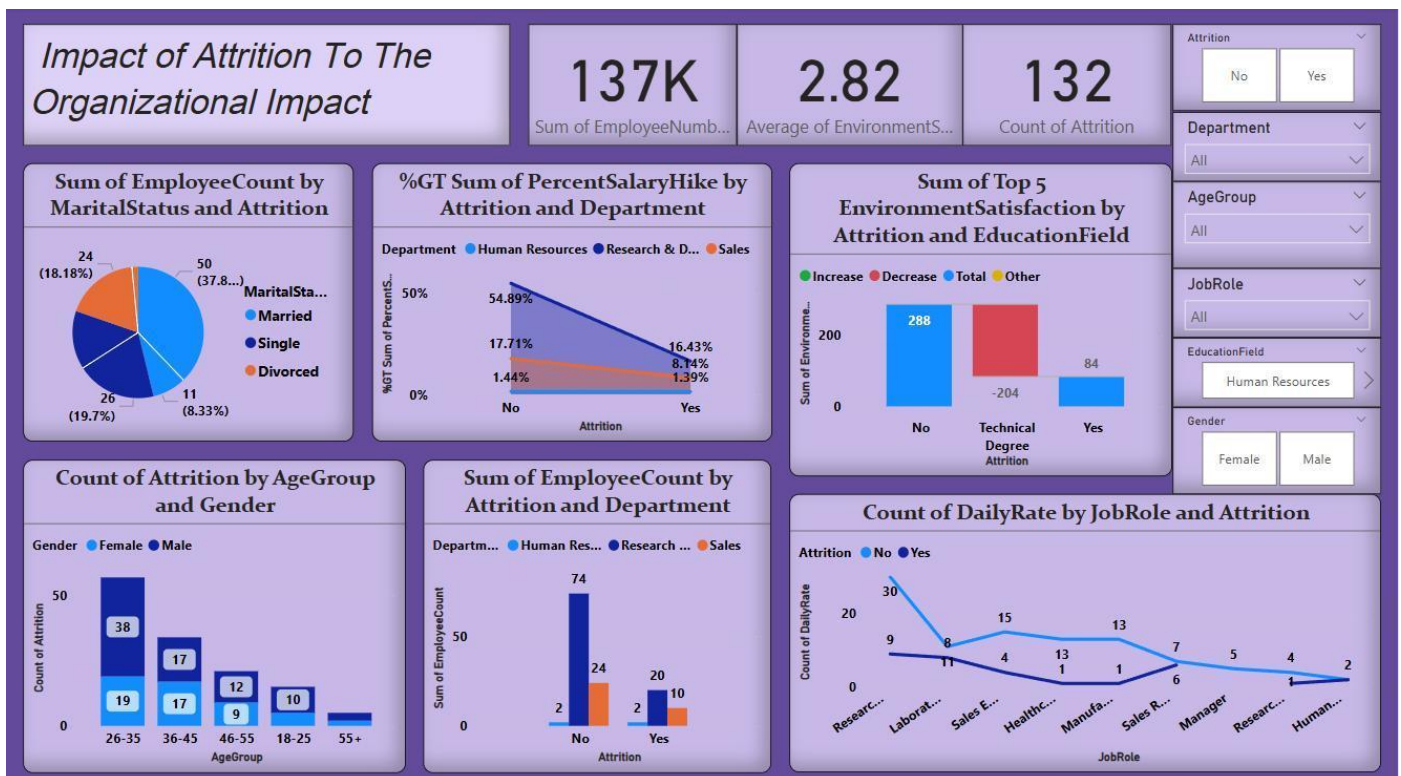 Impact of Attrition To The
Organizational Impact
137K
Sum of EmployeeNumb...
2.82
Average of EnvironmentS...
132
Count of Attrition
Attrition
No
Yes
Department
All
AgeGroup
All
JobRole
All
EducationField
Human Resources
Gender
Female
Male
Sum of EmployeeCount by
MaritalStatus and Attrition
24
(18.18%)
50
(37.8...)
26
(19.7%)
11
(8.33%)
MaritalSta...
Married
Single
Divorced
%GT Sum of PercentSalaryHike by
Attrition and Department
Department Human Resources Research & D... Sales
%GT Sum of PercentS...
50%
0%
54.89%
17.71%
1.44%
16.43%
8.14%
1.39%
No
Yes
Attrition
Sum of Top 5
EnvironmentSatisfaction by
Attrition and EducationField
Increase Decrease Total Other
Sum of Environme...
200
0
288
-204
84
No
Technical
Degree
Yes
Attrition
Count of Attrition by AgeGroup
and Gender
Gender Female Male
Count of Attrition
50
0
38
19
17
17
12
9
10
26-35
36-45
46-55
18-25
55+
AgeGroup
Sum of EmployeeCount by
Attrition and Department
Departm... Human Res... Research ... Sales
Sum of EmployeeCount
50
0
2
74
24
2
20
10
No
Yes
Attrition
Count of DailyRate by JobRole and Attrition
Attrition No Yes
Count of DailyRate
20
0
30
9
8
11
15
4
13
1
13
1
7
6
5
4
1
2
Researc...
Laborat...
Sales E...
Healthc...
Manufa...
Sales R...
Manager
Researc...
Human...
JobRole